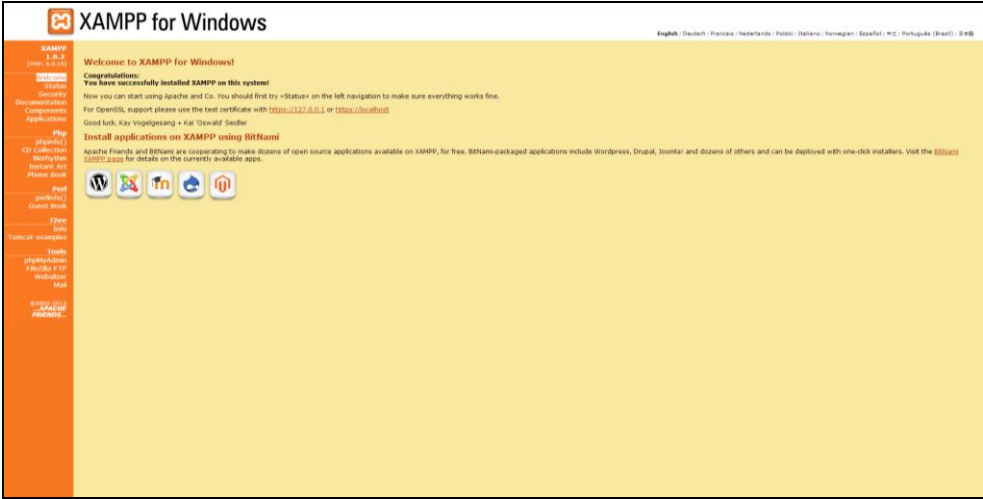 XAMPP for Windows
English / Deutsch / Francais / Nederlands / Polski / Italiano / Norwegian / Español / 中文 / Português (Brasil) / 日本語
XAMPP
1.8.2
[PHP: 5.4.19]
Welcome
Status
Security
Documentation
Components
Applications
Php
phpinfo()
CD Collection
Biorhythm
Instant Art
Phone Book
Perl
perlinfo()
Guest Book
J2ee
Info
Tomcat examples
Tools
phpMyAdmin
FileZilla FTP
Webalizer
Mail
...APACHE
FRIENDS...
Welcome to XAMPP for Windows!
Congratulations:
You have successfully installed XAMPP on this system!
Now you can start using Apache and Co. You should first try »Status« on the left navigation to make sure everything works fine.
For OpenSSL support please use the test certificate with https://127.0.0.1 or https://localhost
Good luck, Kay Vogelgesang + Kai 'Oswald' Seidler
Install applications on XAMPP using BitNami
Apache Friends and BitNami are cooperating to make dozens of open source applications available on XAMPP, for free. BitNami-packaged applications include Wordpress, Drupal, Joomla! and dozens of others and can be deployed with one-click installers. Visit the BitNami
XAMPP page for details on the currently available apps.